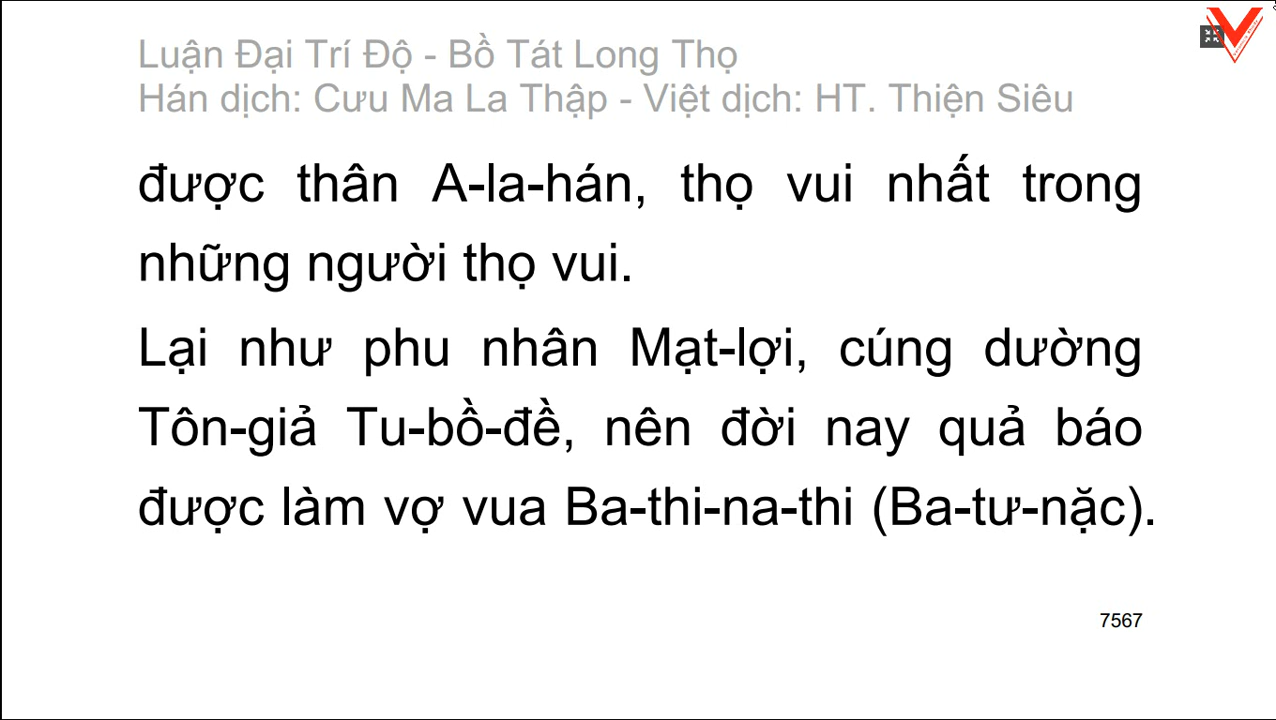 Luận Đại Trí Độ - Bồ Tát Long Thọ
Hán dịch: Cưu Ma La Thập - Việt dịch: HT. Thiện Siêu
được thân A-la-hán, thọ vui nhất trong
những người thọ vui.
Lại như phu nhân Mạt-lợi, cúng dường
Tôn-giả Tu-bồ-đề, nên đời nay quả báo
được làm vợ vua Ba-thi-na-thi (Ba-tư-nặc).
7567